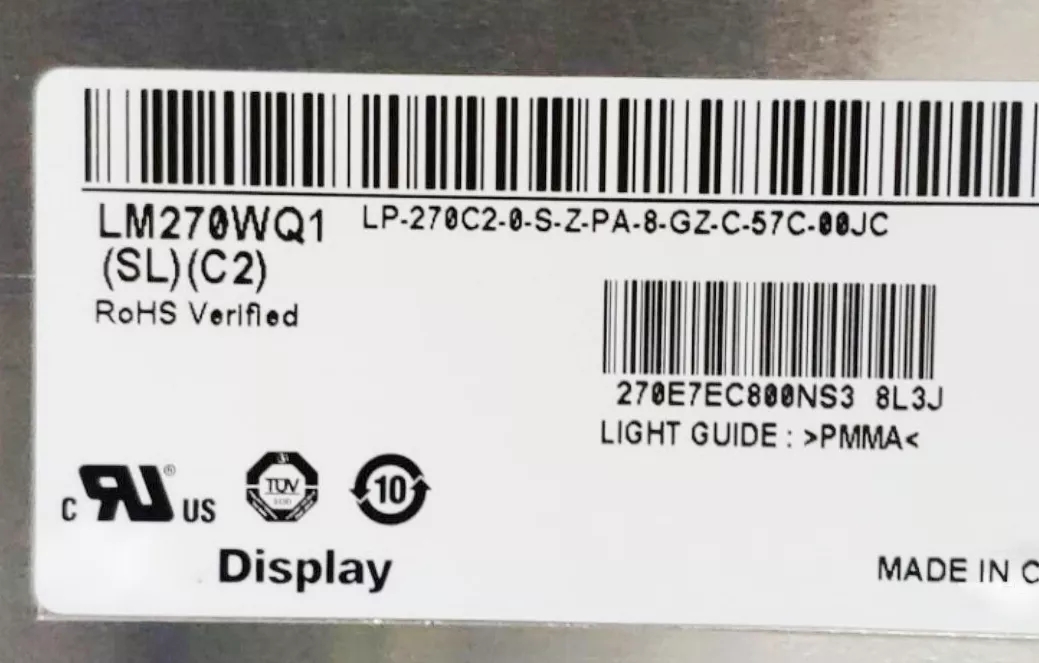 LM270WQ1 LP-270C2-0-S-Z-PA-8-GZ-C-57C-00JC
(SL)(C2)
RoHS Verified
270E7EC800NS3 8L3J
LIGHT GUIDE : >PMMA<
C RU® US TÜV 10
Display
MADE IN C